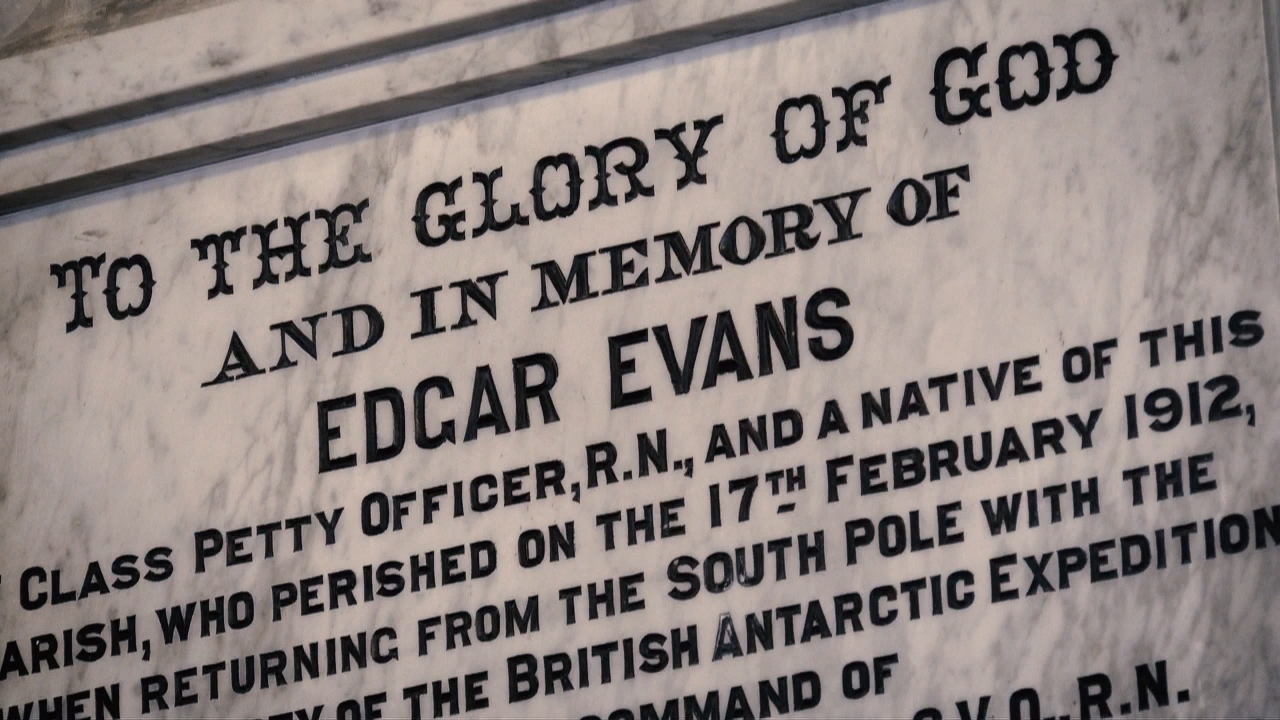 TO THE GLORY OF GOD
AND IN MEMORY OF
EDGAR EVANS
CLASS PETTY OFFICER, R.N., AND A NATIVE OF THIS
ARISH, WHO PERISHED ON THE 17TH FEBRUARY 1912,
WHEN RETURNING FROM THE SOUTH POLE WITH THE
OF THE BRITISH ANTARCTIC EXPEDITION
COMMAND OF
V.O., R.N.